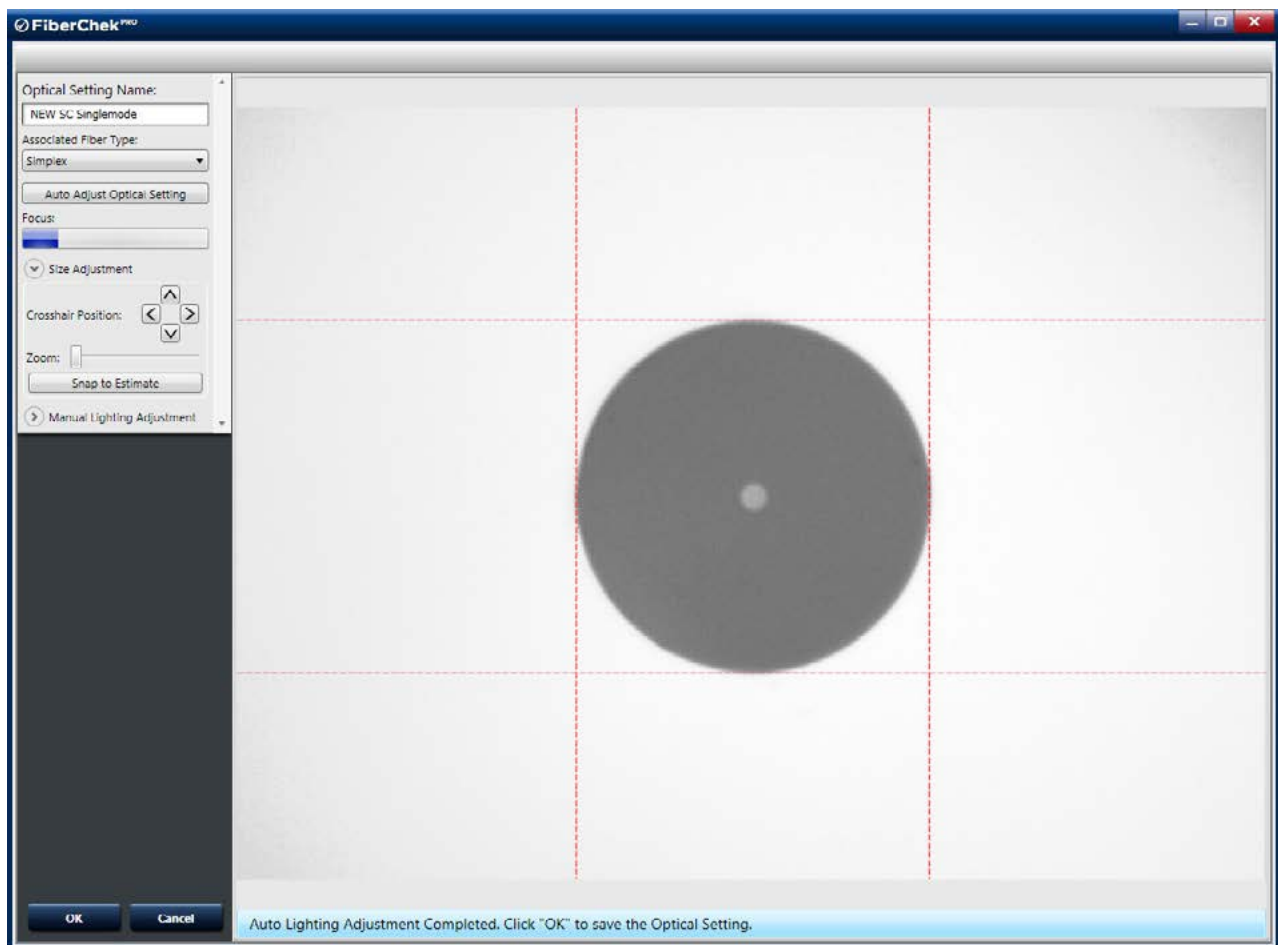 FiberChek PRO
Optical Setting Name:
NEW SC Singlemode
Associated Fiber Type:
Simplex
Auto Adjust Optical Setting
Focus:
Size Adjustment
Crosshair Position:
Zoom:
Snap to Estimate
Manual Lighting Adjustment
OK Cancel
Auto Lighting Adjustment Completed. Click "OK" to save the Optical Setting.